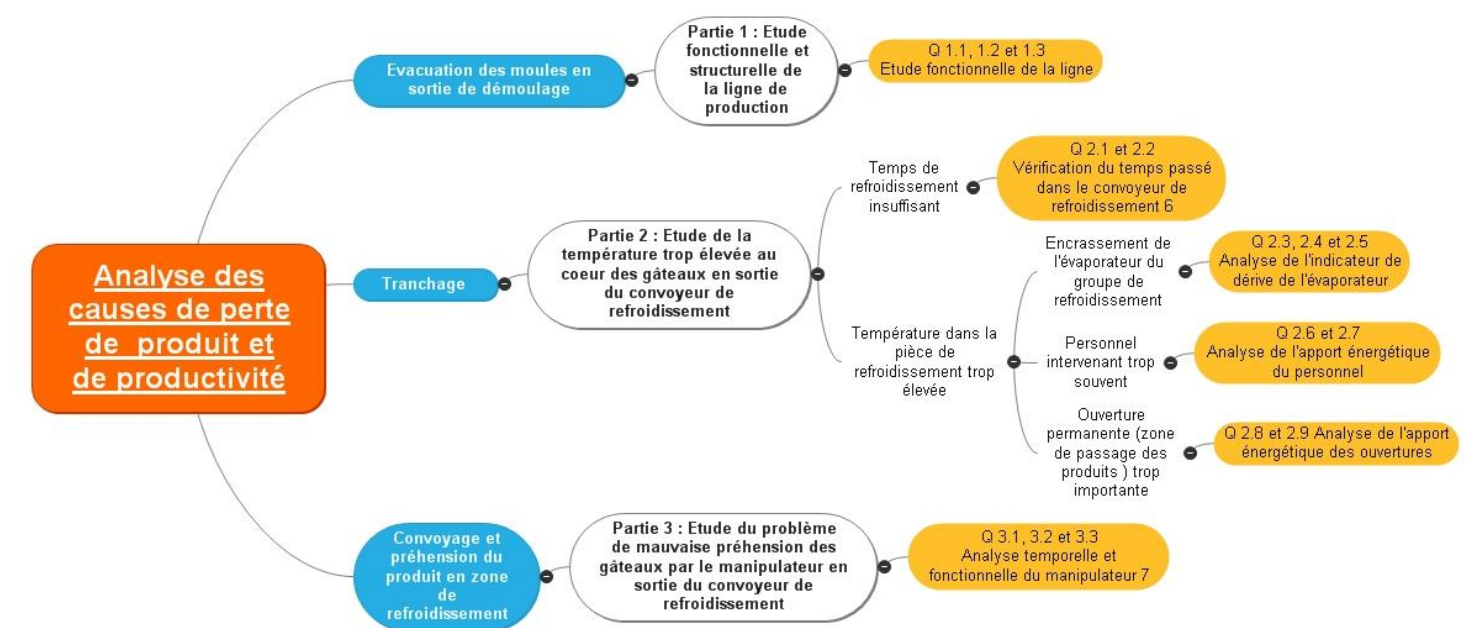 Analyse des
causes de perte
de produit et
de productivité
Evacuation des moules en
sortie de démoulage
Partie 1 : Etude
fonctionnelle et
structurelle de
la ligne de
production
Q 1.1, 1.2 et 1.3
Etude fonctionnelle de la ligne
Tranchage
Partie 2 : Etude de la
température trop élevée au
coeur des gâteaux en sortie
du convoyeur de
refroidissement
Temps de
refroidissement
insuffisant
Q 2.1 et 2.2
Vérification du temps passé
dans le convoyeur de
refroidissement 6
Température dans la
pièce de
refroidissement trop
élevée
Encrassement de
l'évaporateur du
groupe de
refroidissement
Q 2.3, 2.4 et 2.5
Analyse de l'indicateur de
dérive de l'évaporateur
Personnel
intervenant trop
souvent
Q 2.6 et 2.7
Analyse de l'apport énergétique
du personnel
Ouverture
permanente (zone
de passage des
produits ) trop
importante
Q 2.8 et 2.9 Analyse de l'apport
énergétique des ouvertures
Convoyage et
préhension du
produit en zone
de
refroidissement
Partie 3 : Etude du problème
de mauvaise préhension des
gâteaux par le manipulateur en
sortie du convoyeur de
refroidissement
Q 3.1, 3.2 et 3.3
Analyse temporelle et
fonctionnelle du manipulateur 7